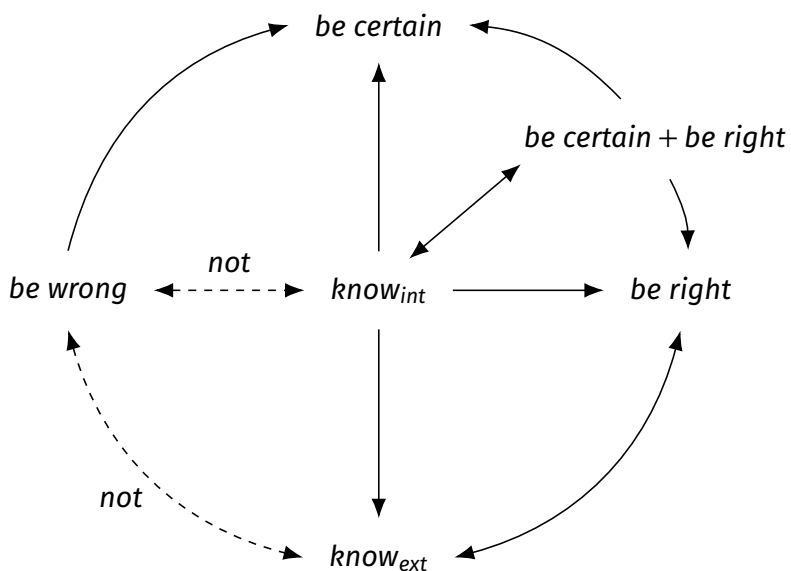 be certain
be certain + be right
not
be wrong
know_int
be right
not
know_ext